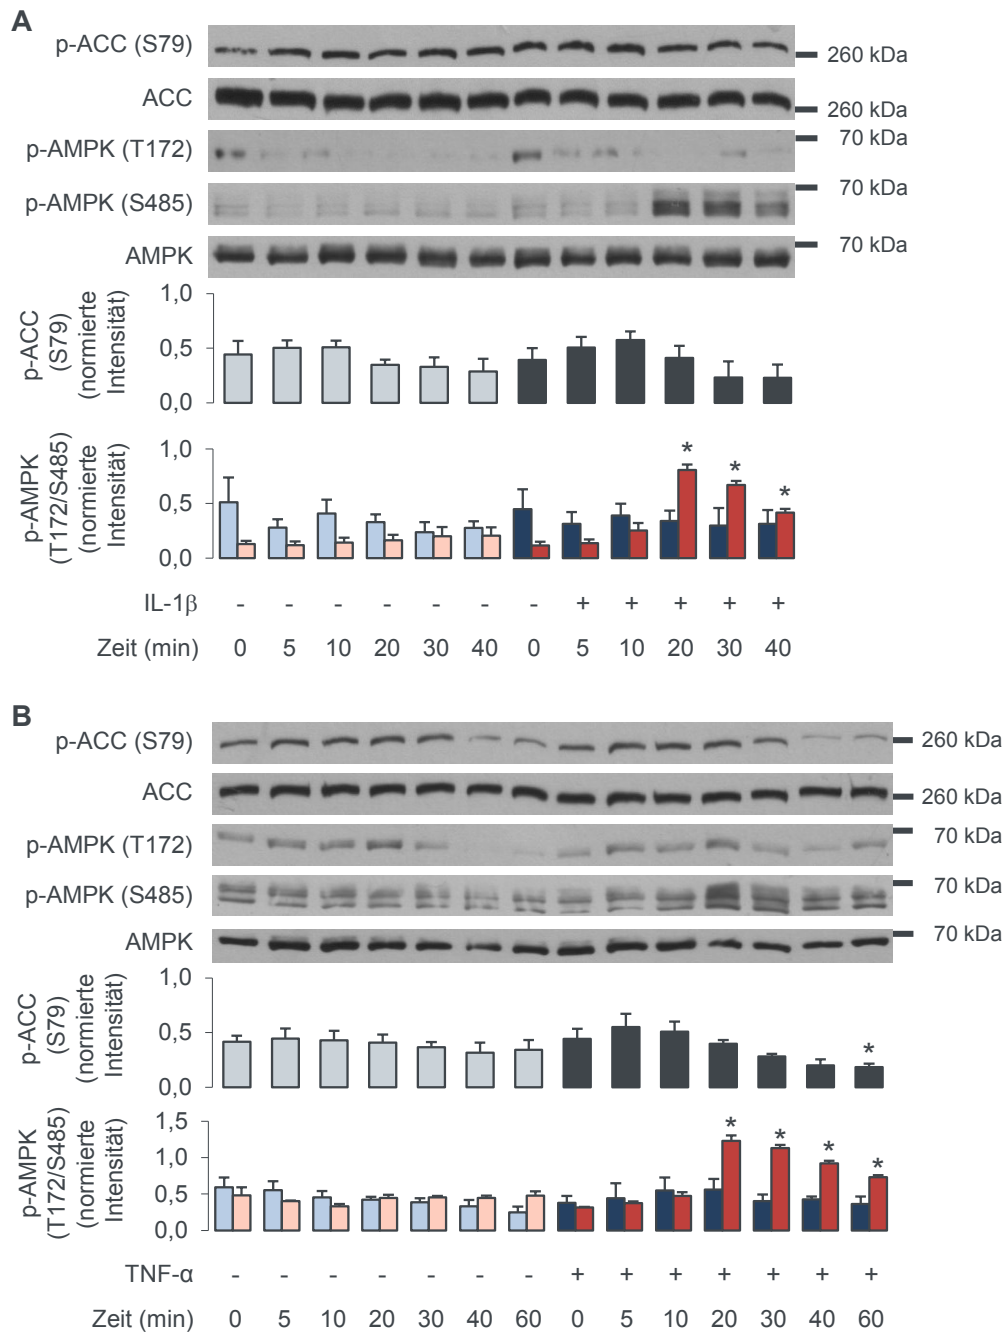 A
p-ACC (S79)
260 kDa
ACC
260 kDa
p-AMPK (T172)
70 kDa
p-AMPK (S485)
70 kDa
AMPK
70 kDa
p-ACC
(S79)
(normierte
Intensität)
1,0
0,5
0,0
p-AMPK
(T172/S485)
(normierte
Intensität)
1,0
0,5
0,0
* * *
IL-1β - - - - - - - + + + + +
Zeit (min) 0 5 10 20 30 40 0 5 10 20 30 40
B
p-ACC (S79)
260 kDa
ACC
260 kDa
p-AMPK (T172)
70 kDa
p-AMPK (S485)
70 kDa
AMPK
70 kDa
p-ACC
(S79)
(normierte
Intensität)
1,0
0,5
0,0
*
p-AMPK
(T172/S485)
(normierte
Intensität)
1,5
1,0
0,5
0,0
* * * *
TNF-α - - - - - - - + + + + + + +
Zeit (min) 0 5 10 20 30 40 60 0 5 10 20 30 40 60